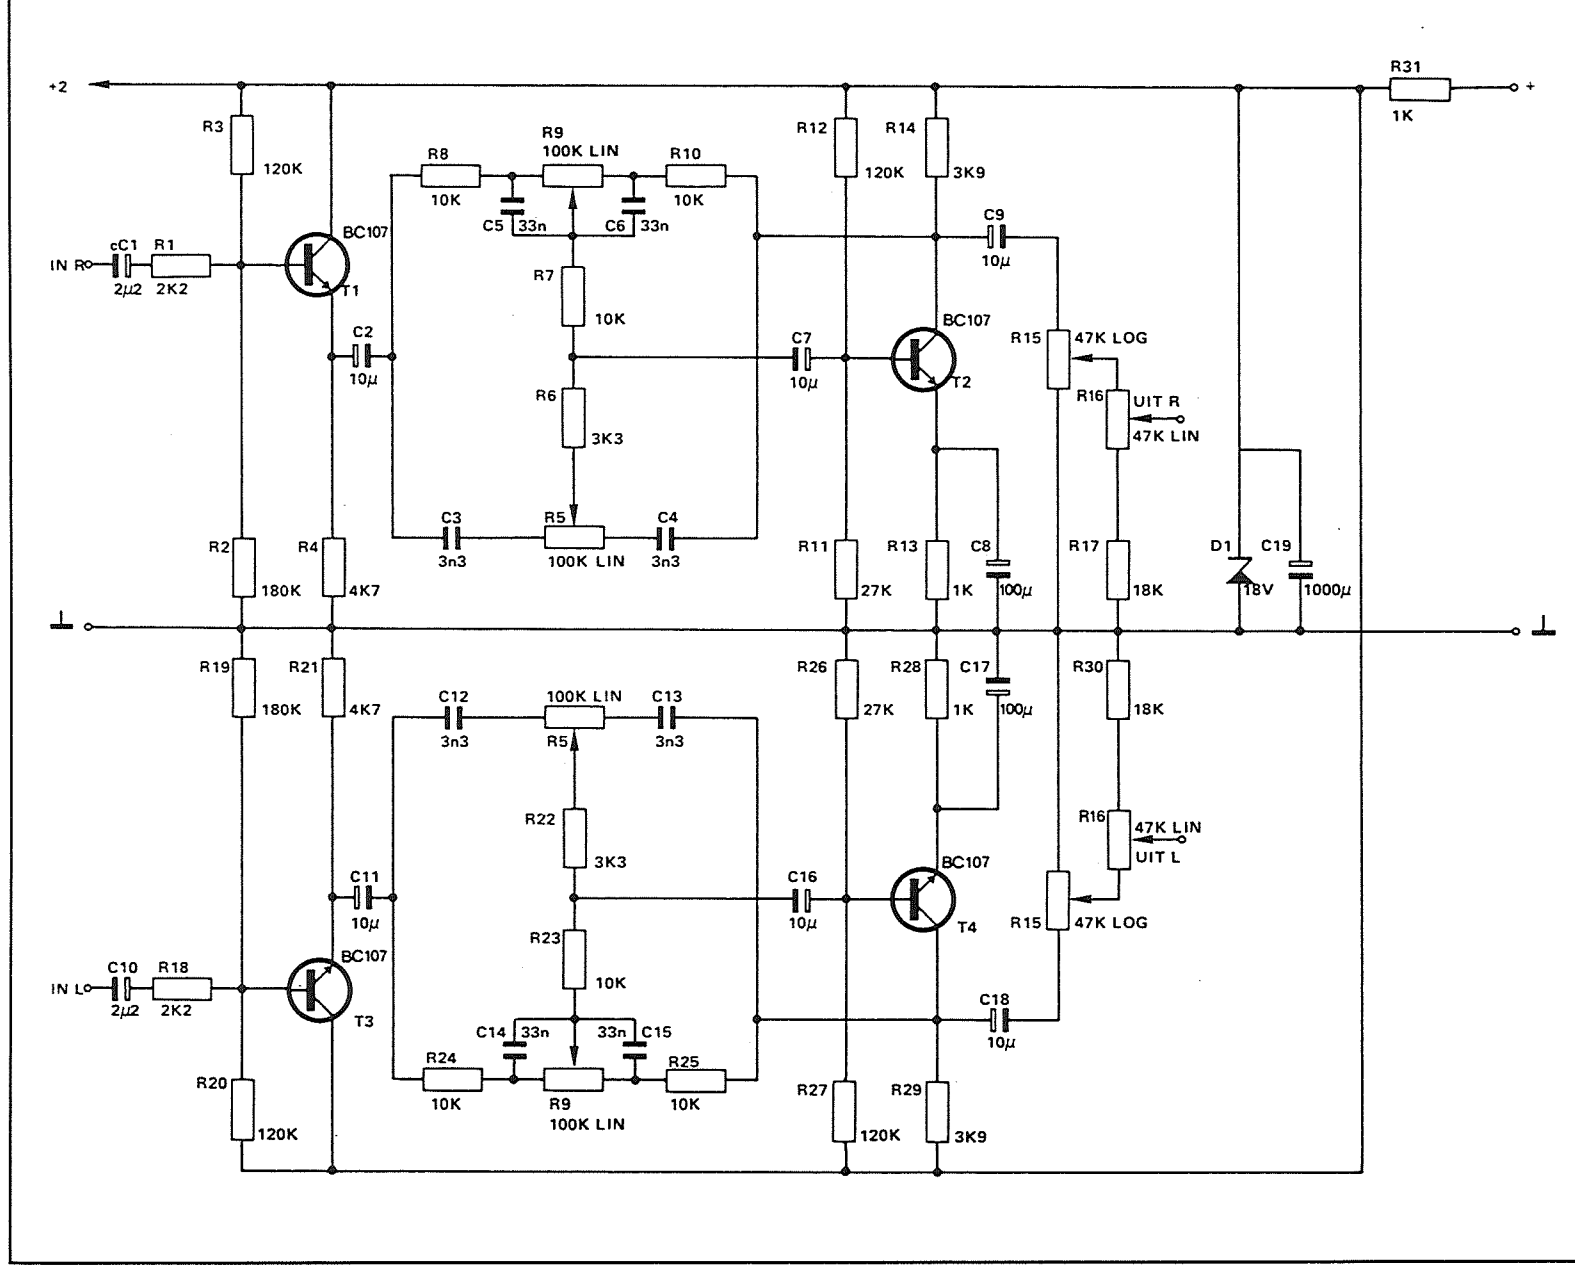 R31
+2
+
1K
R3
R12
R14
R9
100K LIN
R8
R10
120K
120K
3K9
10K
10K
C5
33n
C6
33n
C9
BC107
cC1
R1
IN R
10µ
2µ2
2K2
T1
R7
10K
BC107
C2
C7
R15
47K LOG
10µ
10µ
T2
R6
R16
UIT R
3K3
47K LIN
C3
R5
C4
R2
R4
R11
R13
C8
R17
D1
C19
3n3
100K LIN
3n3
180K
4K7
27K
1K
100µ
18K
18V
1000µ
R19
R21
R26
R28
C17
R30
C12
100K LIN
C13
180K
4K7
27K
1K
100µ
18K
3n3
R5
3n3
R22
R16
47K LIN
3K3
UIT L
BC107
C11
C16
10µ
10µ
T4
R15
47K LOG
R23
BC107
C10
R18
10K
IN L
2µ2
2K2
C18
T3
C14
33n
33n
C15
10µ
R24
R25
R20
R27
R29
10K
R9
10K
100K LIN
120K
120K
3K9